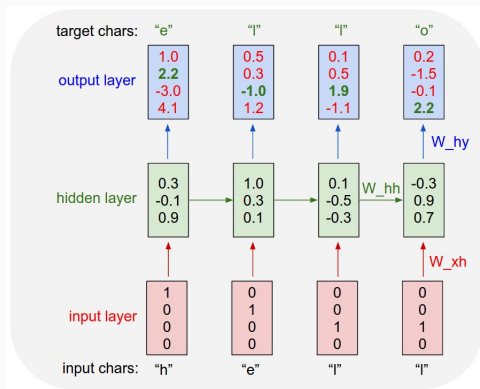 target chars: “e” “l” “l” “o”
output layer
1.0 0.5 0.1 0.2
2.2 0.3 0.5 -1.5
-3.0 -1.0 1.9 -0.1
4.1 1.2 -1.1 2.2
W_hy
hidden layer
0.3 1.0 0.1 -0.3
-0.1 0.3 -0.5 0.9
0.9 0.1 -0.3 0.7
W_hh
W_xh
input layer
1 0 0 0
0 1 0 0
0 0 1 1
0 0 0 0
input chars: “h” “e” “l” “l”